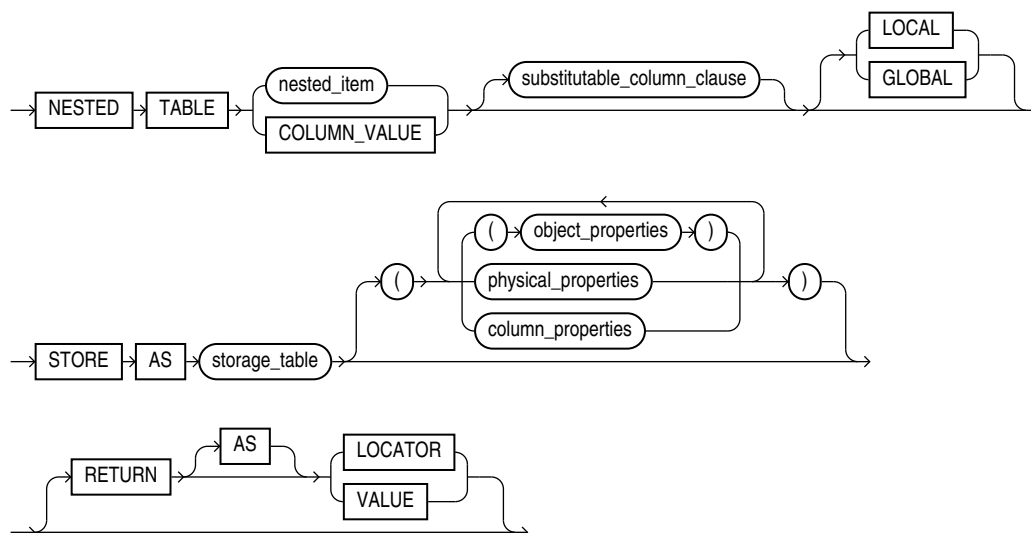 LOCAL
nested_item substitutable_column_clause GLOBAL
NESTED TABLE
COLUMN_VALUE
( object_properties )
( physical_properties )
column_properties
STORE AS storage_table
AS LOCATOR
RETURN
VALUE